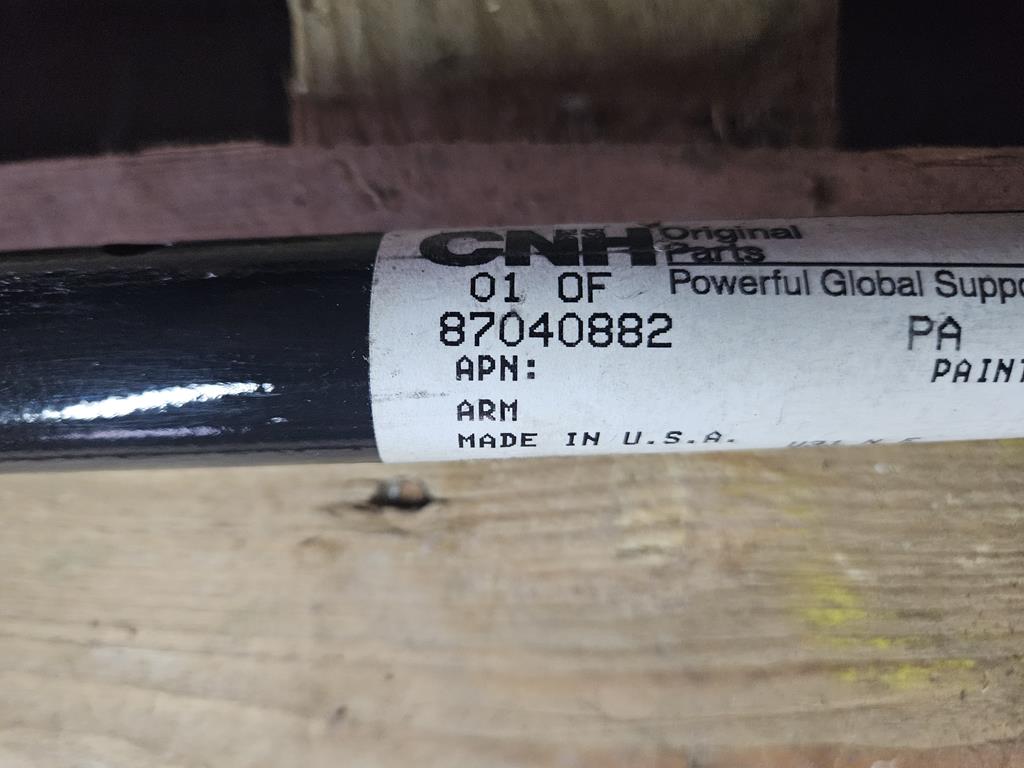 CNH Original
Parts
01 OF Powerful Global Suppo
87040882 PA
APN: PAINT
ARM
MADE IN U.S.A.